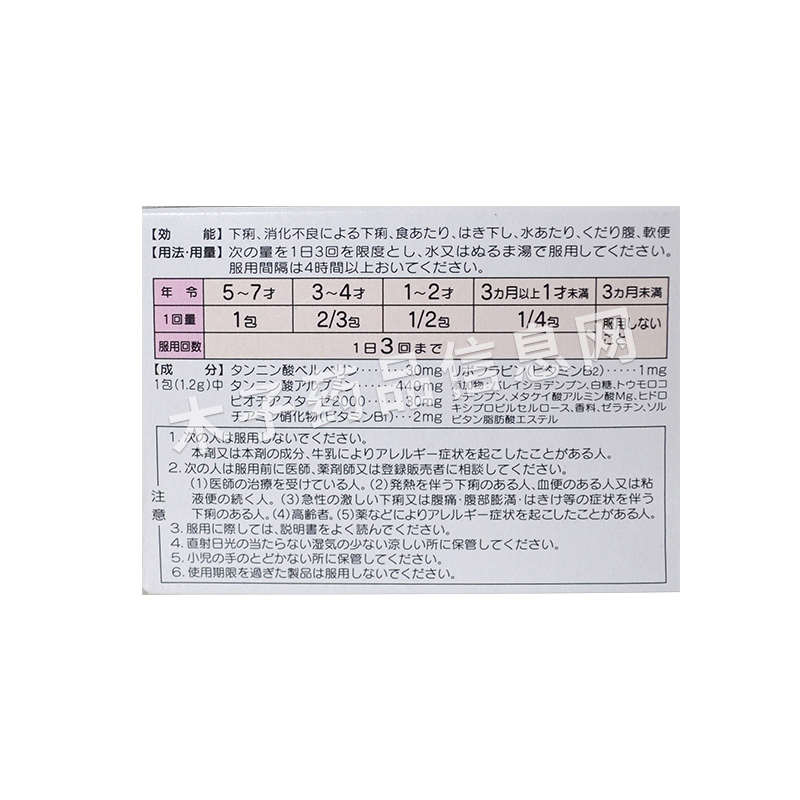 【効 能】下痢、消化不良による下痢、食あたり、はき下し、水あたり、くだり腹、軟便
【用法・用量】次の量を1日3回を限度とし、水又はぬるま湯で服用してください。
服用間隔は4時間以上おいてください。
年 令 5～7才 3～4才 1～2才 3カ月以上1才未満 3カ月未満
1回量 1包 2/3包 1/2包 1/4包 服用しない
こと
服用回数 1日3回まで
【成 分】タンニン酸ベルベリン……30mg リボフラビン(ビタミンB2)……1mg
1包(1.2g)中 タンニン酸アルブミン……440mg 添加物:バレイショデンプン、白糖、トウモロコ
ビオヂアスターゼ2000……30mg シデンプン、メタケイ酸アルミン酸Mg、ヒドロ
チアミン硝化物(ビタミンB1)…2mg キシプロピルセルロース、香料、ゼラチン、ソル
ビタン脂肪酸エステル
注意
1. 次の人は服用しないでください。
本剤又は本剤の成分、牛乳によりアレルギー症状を起こしたことがある人。
2. 次の人は服用前に医師、薬剤師又は登録販売者に相談してください。
(1)医師の治療を受けている人。(2)発熱を伴う下痢のある人、血便のある人又は粘
液便の続く人。(3)急性の激しい下痢又は腹痛・腹部膨満・はきけ等の症状を伴う
下痢のある人。(4)高齢者。(5)薬などによりアレルギー症状を起こしたことがある人。
3. 服用に際しては、説明書をよく読んでください。
4. 直射日光の当たらない湿気の少ない涼しい所に保管してください。
5. 小児の手のとどかない所に保管してください。
6. 使用期限を過ぎた製品は服用しないでください。
木子药品信息网